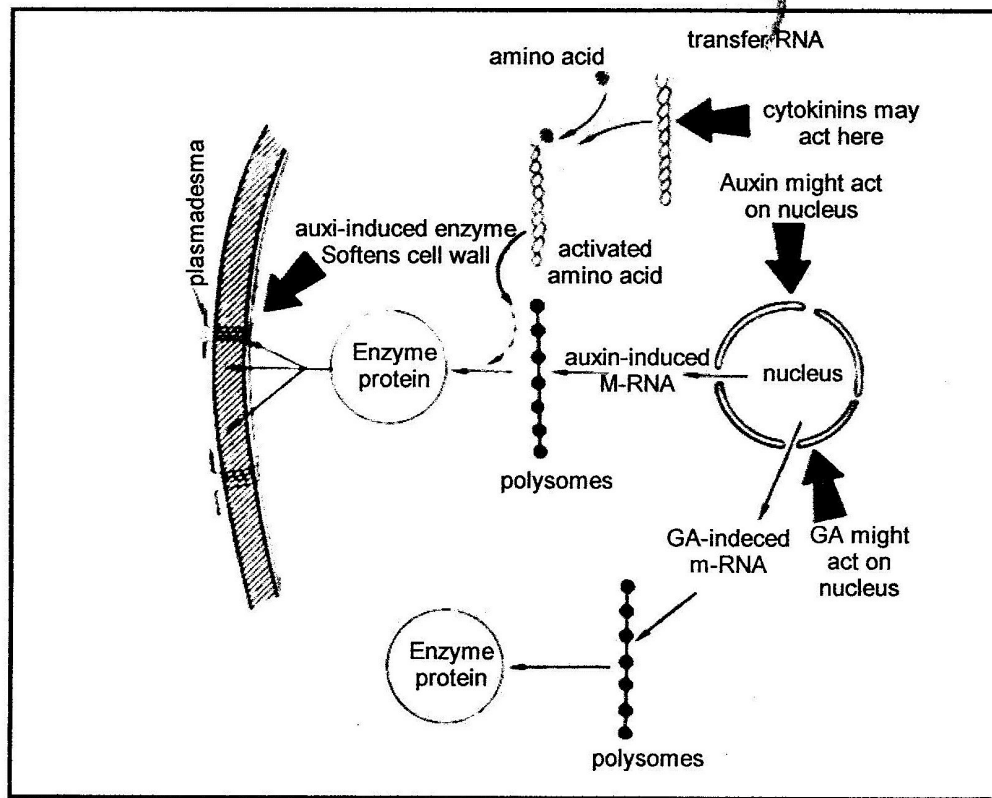 transfer RNA
amino acid
cytokinins may
act here
Auxin might act
on nucleus
plasmadesma
auxi-induced enzyme
Softens cell wall
activated
amino acid
Enzyme
protein
auxin-induced
M-RNA
nucleus
polysomes
GA-indeced
m-RNA
GA might
act on
nucleus
Enzyme
protein
polysomes